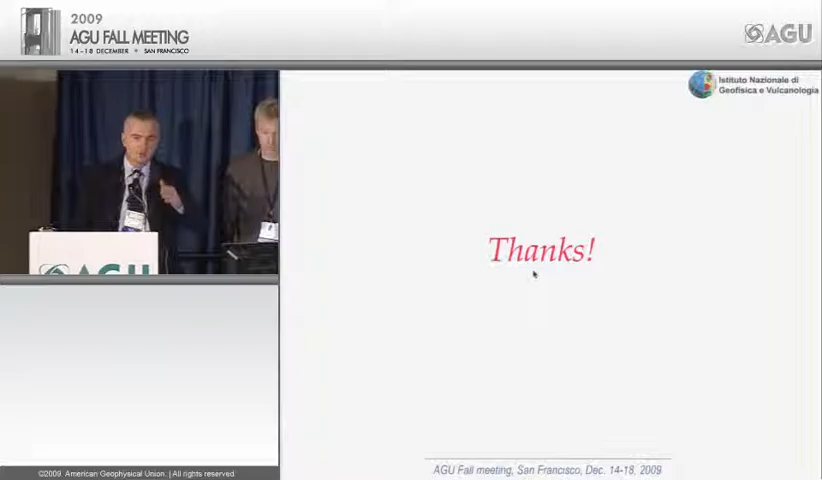 2009
AGU FALL MEETING
14-18 DECEMBER • SAN FRANCISCO
AGU
Istituto Nazionale di
Geofisica e Vulcanologia
AGU
Thanks!
AGU Fall meeting, San Francisco, Dec. 14-18, 2009
©2009 American Geophysical Union. | All rights reserved.